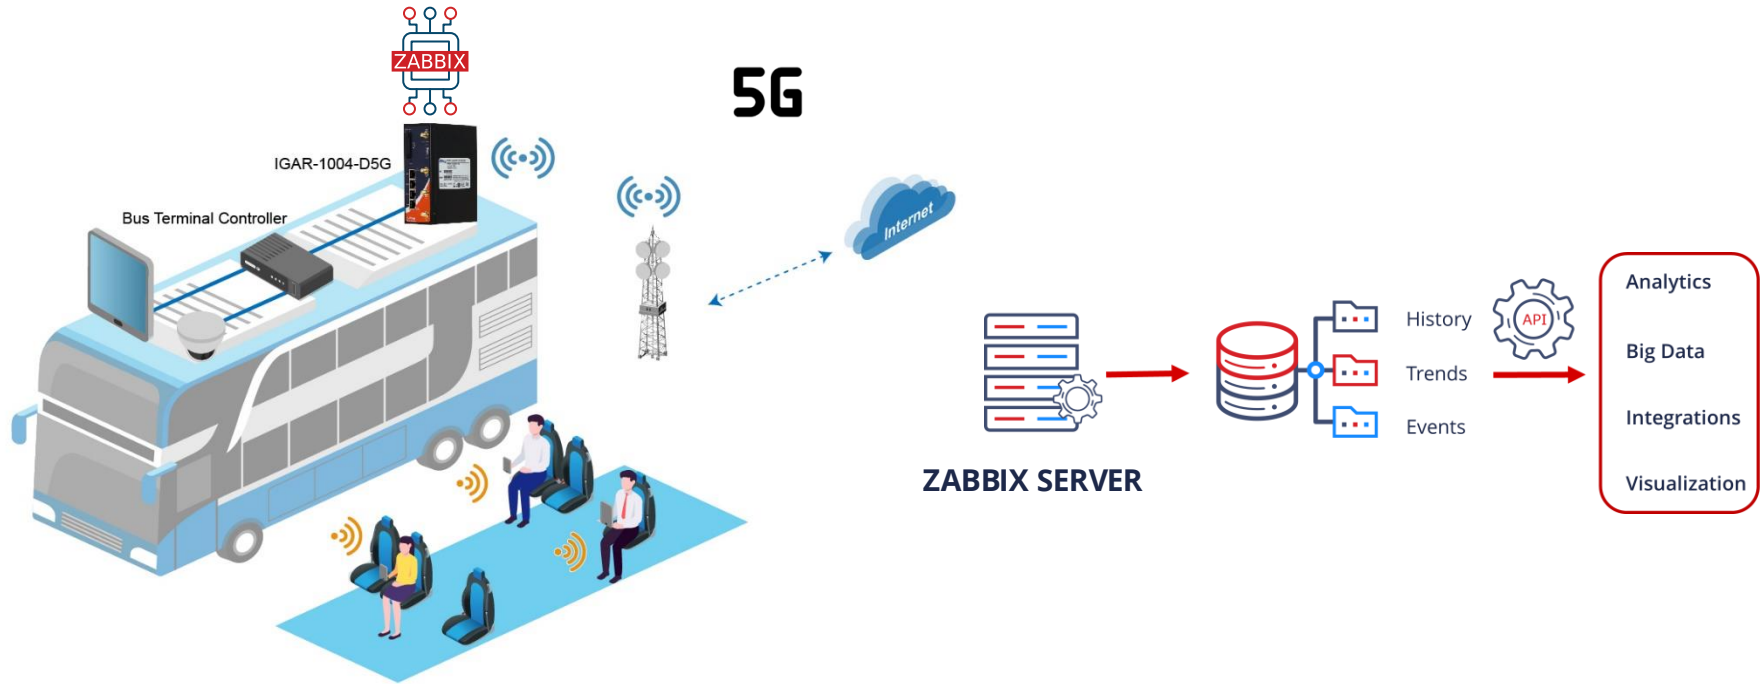 ZABBIX
5G
IGAR-1004-D5G
Bus Terminal Controller
Internet
ZABBIX SERVER
History
Trends
Events
API
Analytics
Big Data
Integrations
Visualization